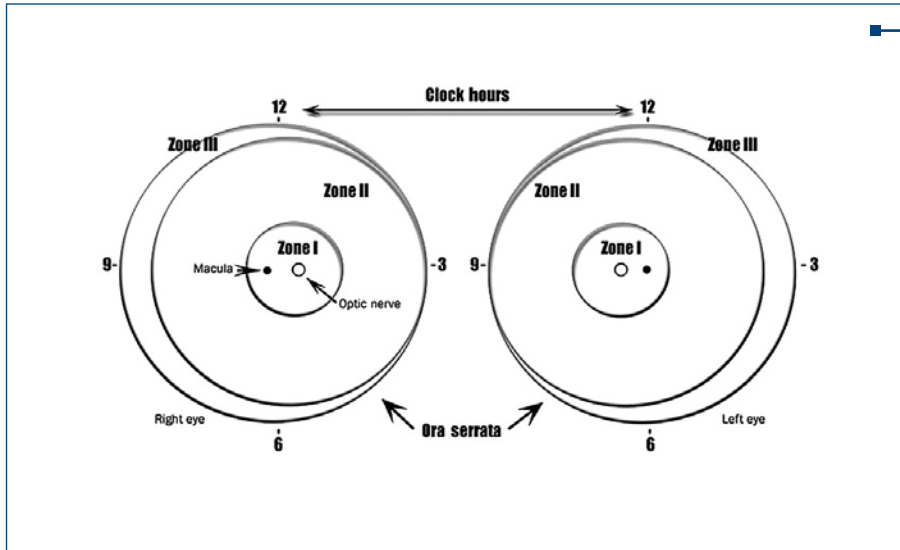 Clock hours
12
12
Zone III
Zone III
Zone II
Zone II
Zone I
Zone I
9-
Macula
-3
9-
-3
Optic nerve
Right eye
Left eye
Ora serrata
6
6